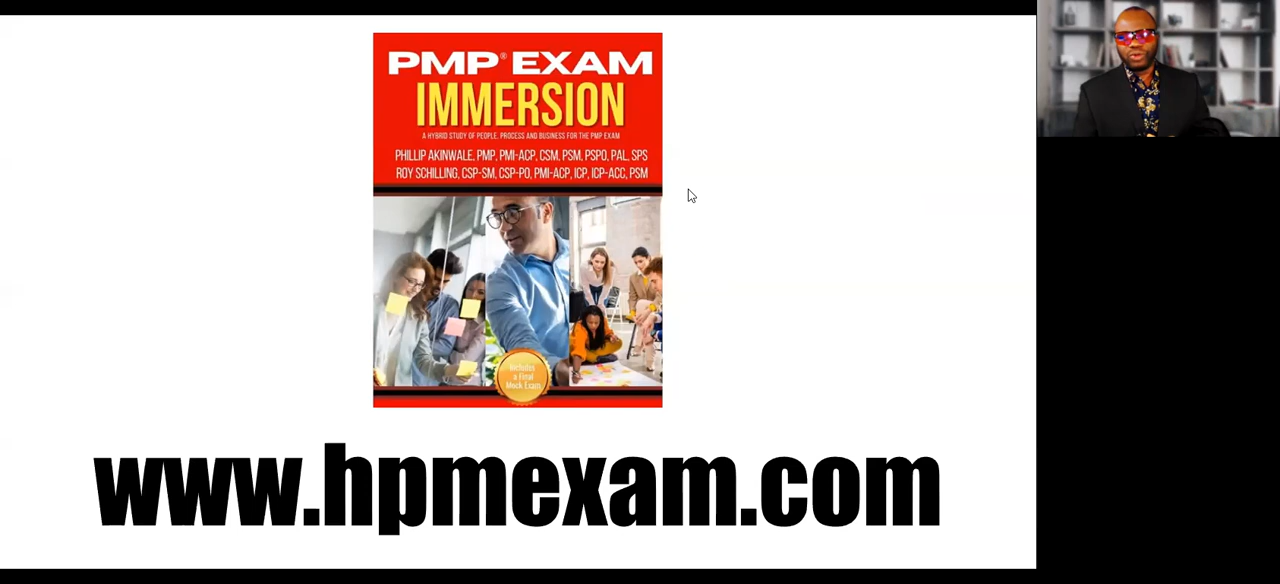 PMP® EXAM
IMMERSION
A HYBRID STUDY OF PEOPLE, PROCESS AND BUSINESS FOR THE PMP EXAM
PHILLIP AKINWALE, PMP, PMI-ACP, CSM, PSM, PSPO, PAL, SPS
ROY SCHILLING, CSP-SM, CSP-PO, PMI-ACP, ICP, ICP-ACC, PSM
Includes
a Final
Mock Exam
www.hpmexam.com